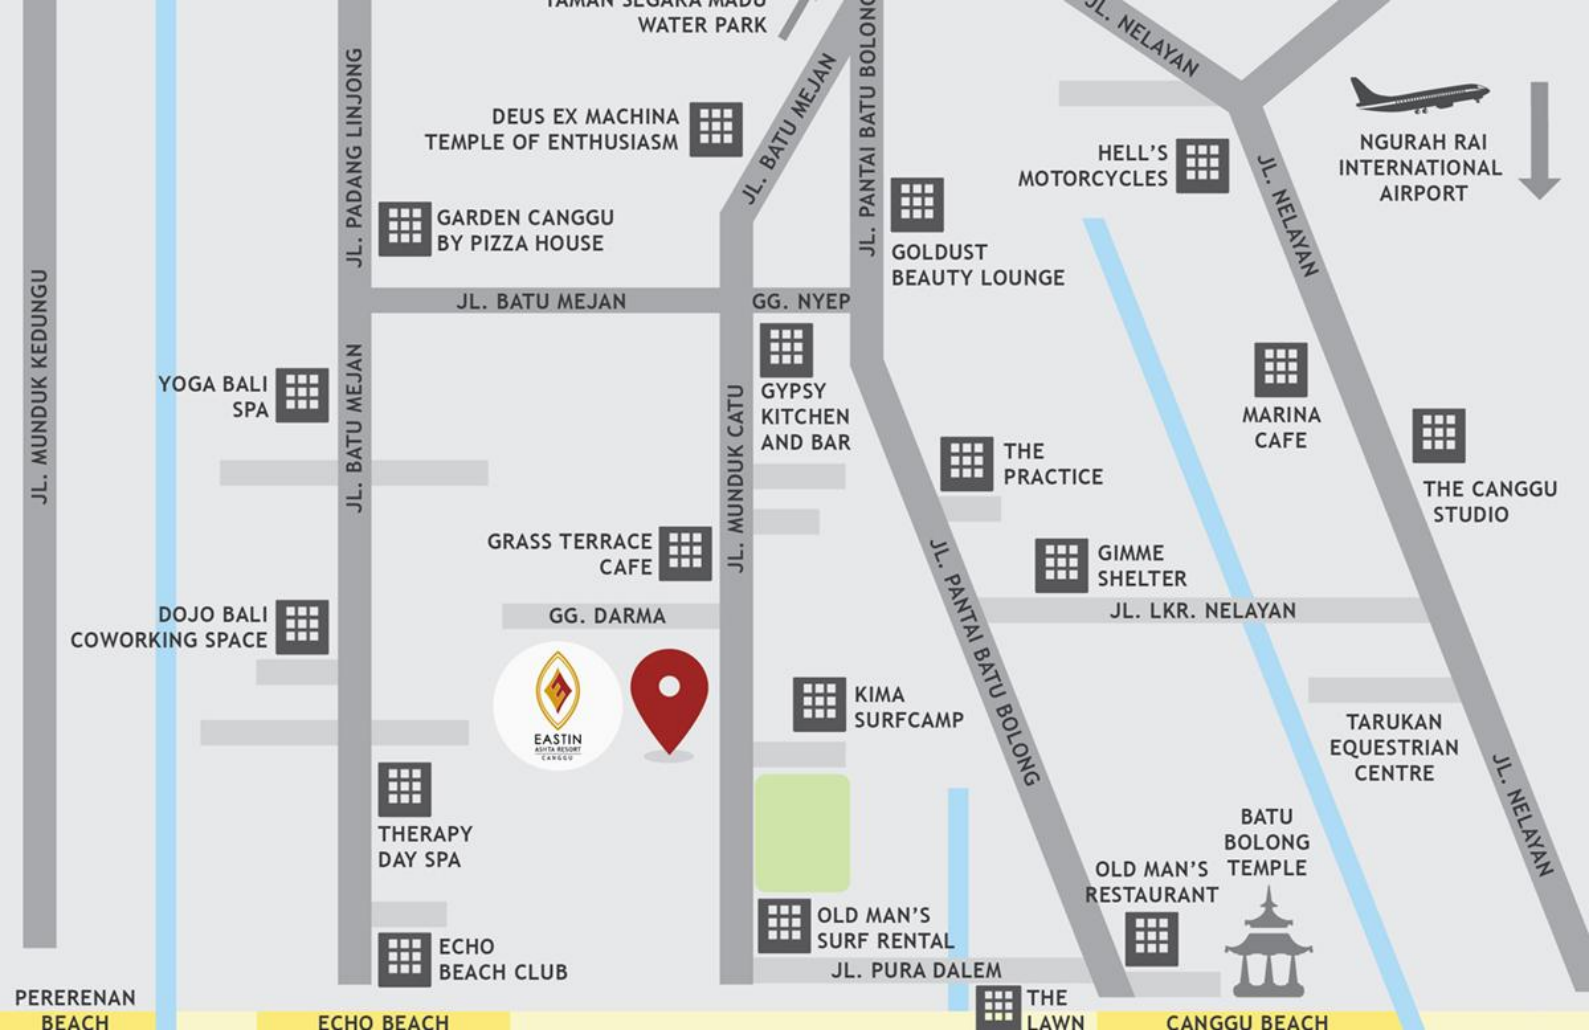 TAMAN SEGARA MADU
WATER PARK
JL. NELAYAN
JL. PADANG LINJONG
JL. BATU MEJAN
JL. PANTAI BATU BOLONG
DEUS EX MACHINA
TEMPLE OF ENTHUSIASM
HELL'S
MOTORCYCLES
NGURAH RAI
INTERNATIONAL
AIRPORT
JL. NELAYAN
GARDEN CANGGU
BY PIZZA HOUSE
GOLDUST
BEAUTY LOUNGE
JL. MUNDUK KEDUNGU
JL. BATU MEJAN
GG. NYEP
YOGA BALI
SPA
JL. BATU MEJAN
JL. MUNDUK CATU
GYPSY
KITCHEN
AND BAR
MARINA
CAFE
THE
PRACTICE
THE CANGGU
STUDIO
GRASS TERRACE
CAFE
JL. PANTAI BATU BOLONG
GIMME
SHELTER
DOJO BALI
COWORKING SPACE
GG. DARMA
JL. LKR. NELAYAN
EASTIN
ASHTA RESORT
CANGGU
KIMA
SURFCAMP
TARUKAN
EQUESTRIAN
CENTRE
JL. NELAYAN
THERAPY
DAY SPA
BATU
BOLONG
TEMPLE
OLD MAN'S
RESTAURANT
ECHO
BEACH CLUB
OLD MAN'S
SURF RENTAL
JL. PURA DALEM
PERERENAN
BEACH
ECHO BEACH
THE
LAWN
CANGGU BEACH